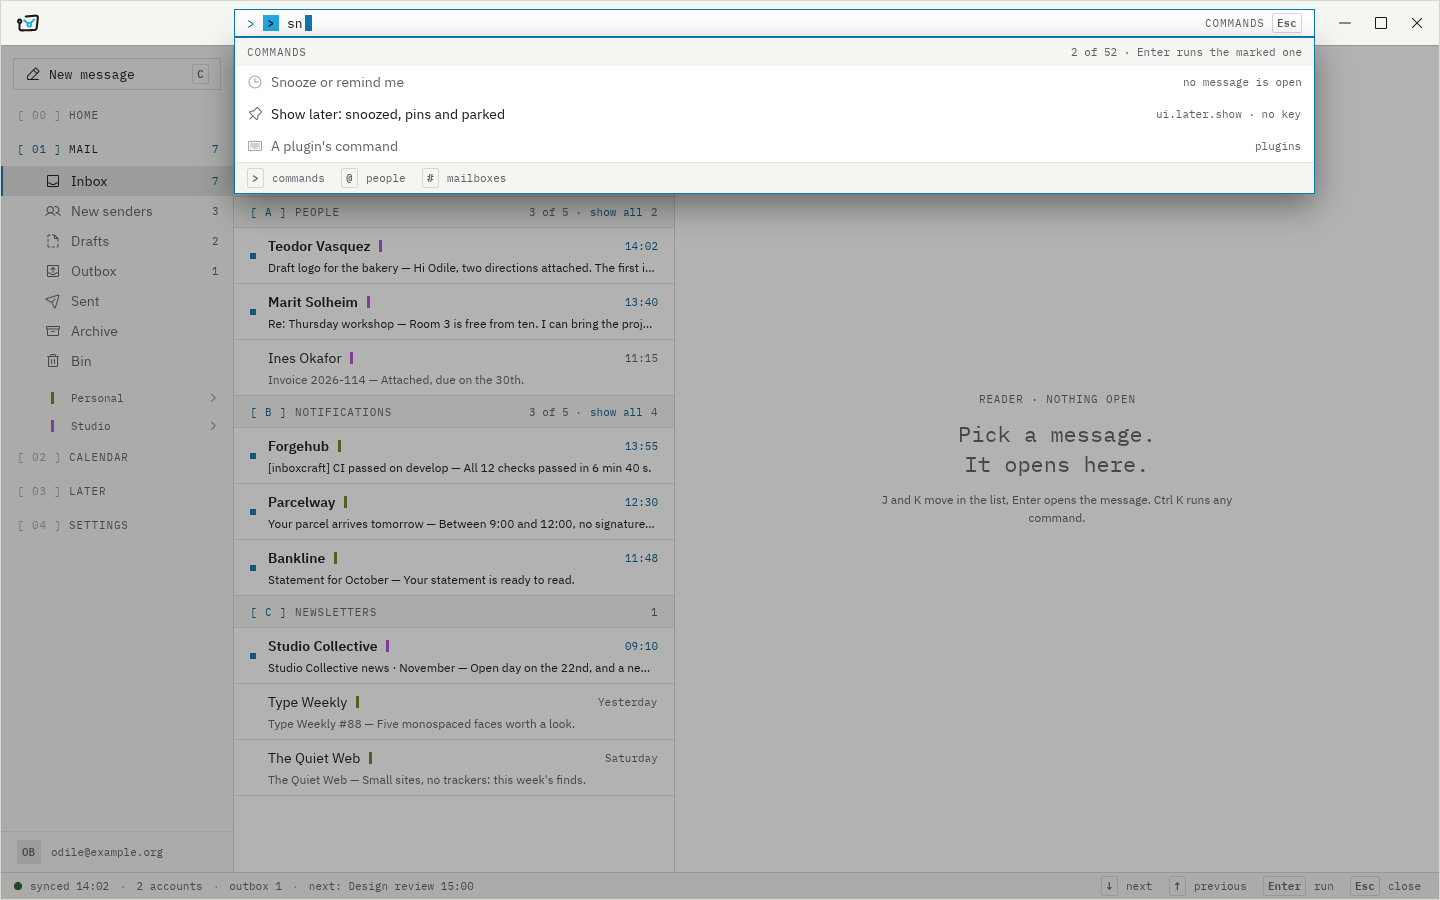 > > sn COMMANDS Esc
COMMANDS 2 of 52 · Enter runs the marked one
Snooze or remind me no message is open
Show later: snoozed, pins and parked ui.later.show · no key
A plugin's command plugins
> commands @ people # mailboxes
New message C
[ 00 ] HOME
[ 01 ] MAIL 7
Inbox 7
New senders 3
Drafts 2
Outbox 1
Sent
Archive
Bin
Personal
Studio
[ 02 ] CALENDAR
[ 03 ] LATER
[ 04 ] SETTINGS
OB odile@example.org
[ A ] PEOPLE 3 of 5 · show all 2
Teodor Vasquez 14:02
Draft logo for the bakery — Hi Odile, two directions attached. The first i…
Marit Solheim 13:40
Re: Thursday workshop — Room 3 is free from ten. I can bring the proj…
Ines Okafor 11:15
Invoice 2026-114 — Attached, due on the 30th.
[ B ] NOTIFICATIONS 3 of 5 · show all 4
Forgehub 13:55
[inboxcraft] CI passed on develop — All 12 checks passed in 6 min 40 s.
Parcelway 12:30
Your parcel arrives tomorrow — Between 9:00 and 12:00, no signature…
Bankline 11:48
Statement for October — Your statement is ready to read.
[ C ] NEWSLETTERS 1
Studio Collective 09:10
Studio Collective news · November — Open day on the 22nd, and a ne…
Type Weekly Yesterday
Type Weekly #88 — Five monospaced faces worth a look.
The Quiet Web Saturday
The Quiet Web — Small sites, no trackers: this week's finds.
READER · NOTHING OPEN
Pick a message.
It opens here.
J and K move in the list, Enter opens the message. Ctrl K runs any
command.
synced 14:02 · 2 accounts · outbox 1 · next: Design review 15:00
↓ next ↑ previous Enter run Esc close